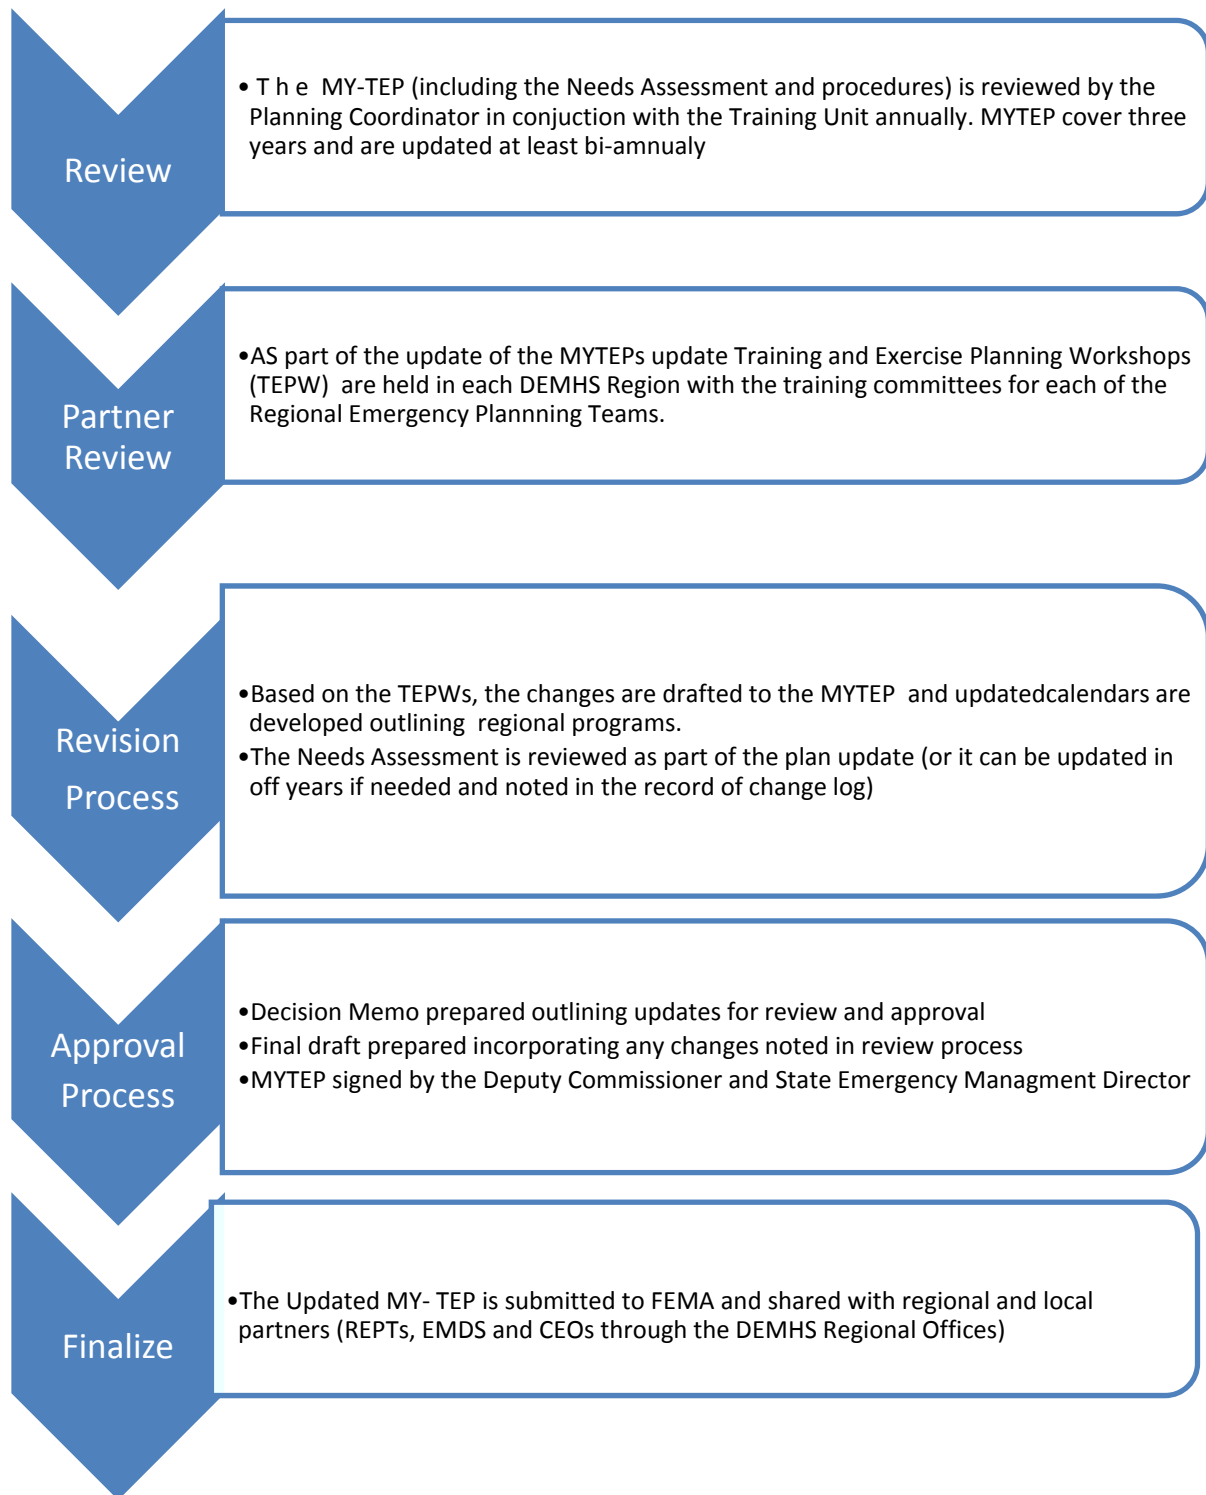 Review
• T h e  MY-TEP (including the Needs Assessment and procedures) is reviewed by the
Planning Coordinator in conjuction with the Training Unit annually. MYTEP cover three
years and are updated at least bi-amnualy
Partner
Review
•AS part of the update of the MYTEPs update Training and Exercise Planning Workshops
(TEPW)  are held in each DEMHS Region with the training committees for each of the
Regional Emergency Plannning Teams.
Revision
Process
•Based on the TEPWs, the changes are drafted to the MYTEP  and updatedcalendars are
developed outlining  regional programs.
•The Needs Assessment is reviewed as part of the plan update (or it can be updated in
off years if needed and noted in the record of change log)
Approval
Process
•Decision Memo prepared outlining updates for review and approval
•Final draft prepared incorporating any changes noted in review process
•MYTEP signed by the Deputy Commissioner and State Emergency Managment Director
Finalize
•The Updated MY- TEP is submitted to FEMA and shared with regional and local
partners (REPTs, EMDS and CEOs through the DEMHS Regional Offices)